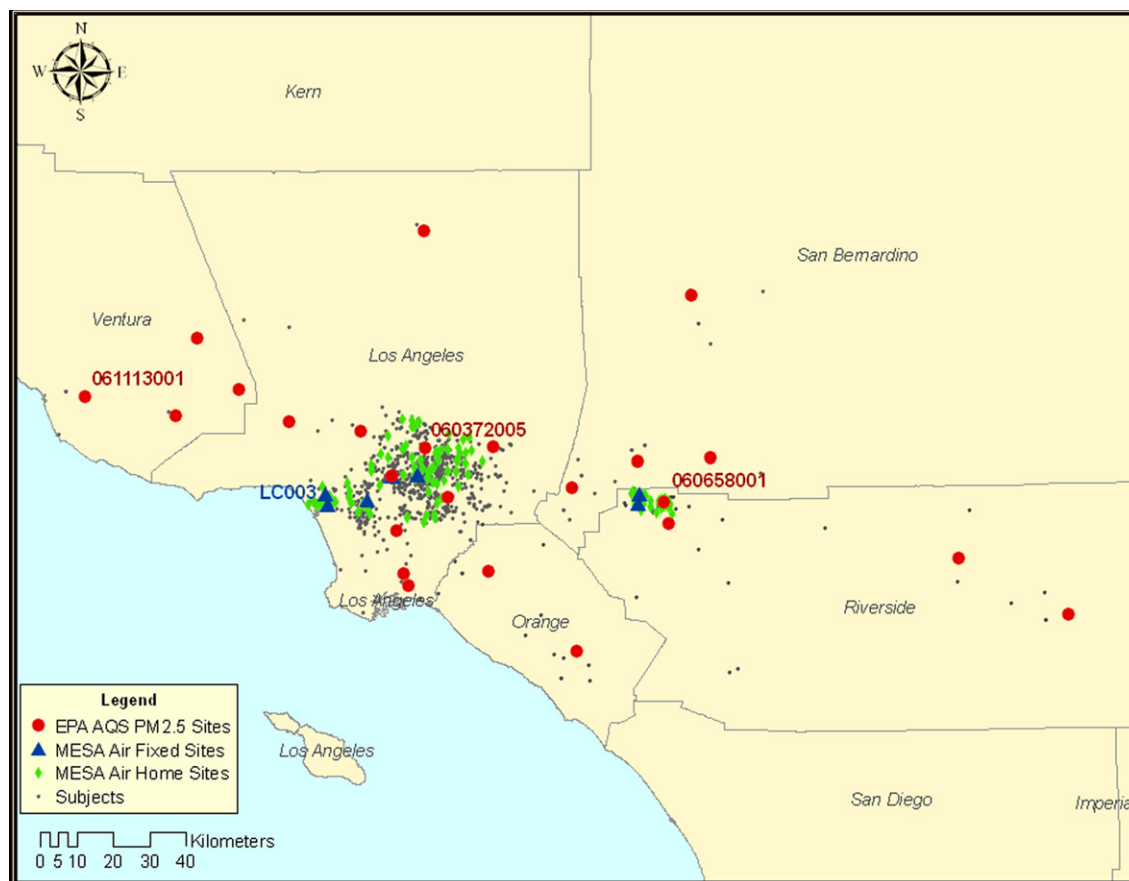 N
W E
S
Kern
San Bernardino
Ventura
Los Angeles
061113001
060372005
060658001
LC003
Los Angeles
Riverside
Orange
Legend
EPA AQS PM2.5 Sites
MESA Air Fixed Sites
MESA Air Home Sites
Subjects
Los Angeles
San Diego
Imperia
Kilometers
0 5 10 20 30 40